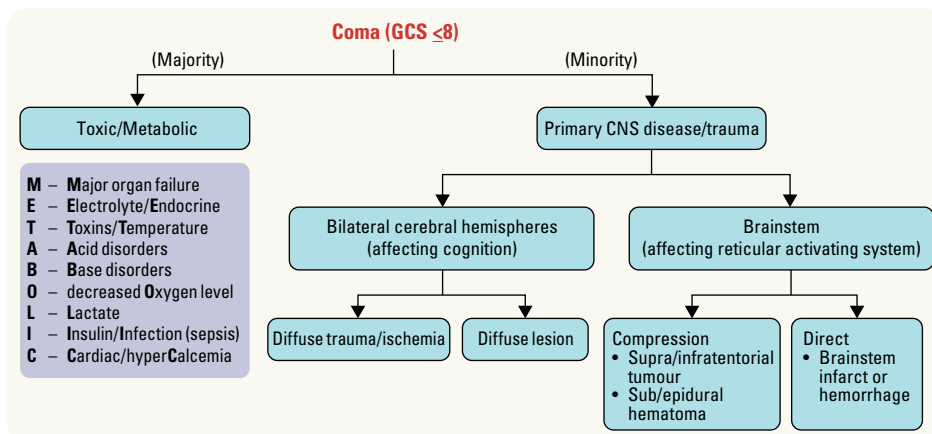 Coma (GCS ≤8)
(Majority)
(Minority)
Toxic/Metabolic
Primary CNS disease/trauma
M – Major organ failure
E – Electrolyte/Endocrine
T – Toxins/Temperature
A – Acid disorders
B – Base disorders
O – decreased Oxygen level
L – Lactate
I – Insulin/Infection (sepsis)
C – Cardiac/hyperCalcemia
Bilateral cerebral hemispheres
(affecting cognition)
Brainstem
(affecting reticular activating system)
Diffuse trauma/ischemia
Diffuse lesion
Compression
• Supra/infratentorial
tumour
• Sub/epidural
hematoma
Direct
• Brainstem
infarct or
hemorrhage